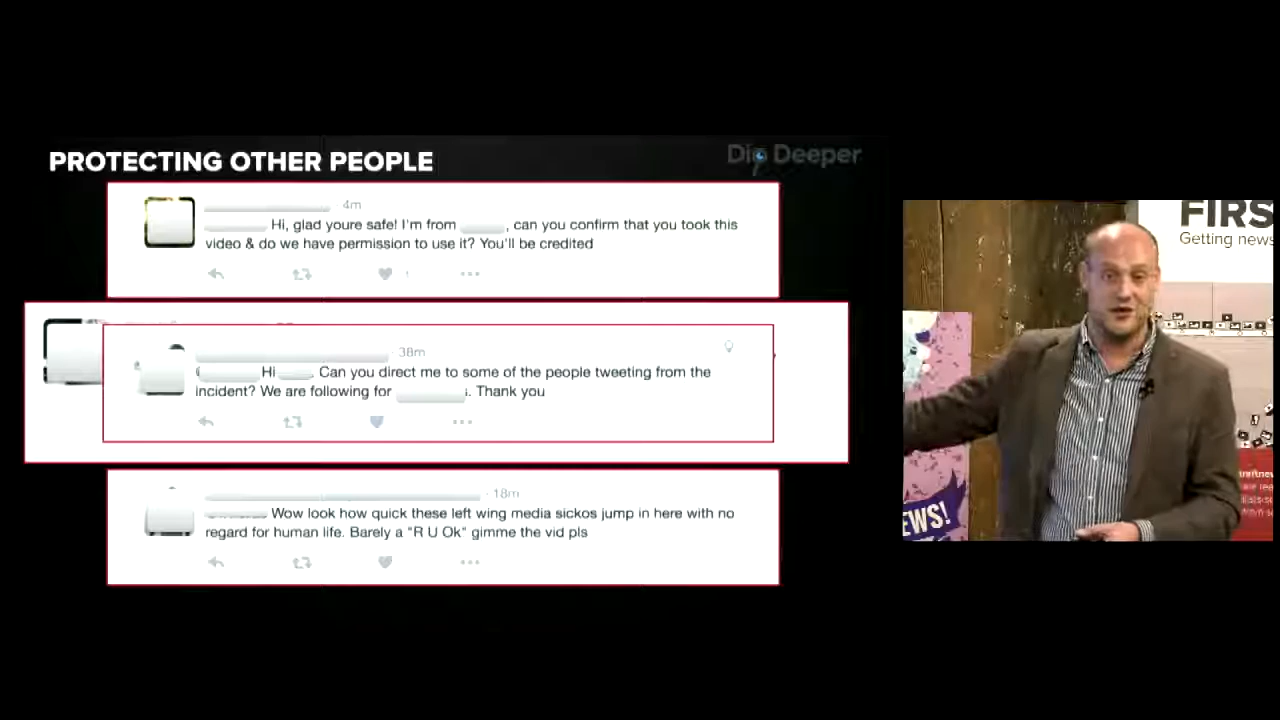 PROTECTING OTHER PEOPLE
Dig Deeper
· 4m
Hi, glad youre safe! I'm from , can you confirm that you took this
video & do we have permission to use it? You'll be credited
1
· 38m
Hi . Can you direct me to some of the people tweeting from the
incident? We are following for . Thank you
· 18m
Wow look how quick these left wing media sickos jump in here with no
regard for human life. Barely a "R U Ok" gimme the vid pls
FIRS
Getting news
EWS!